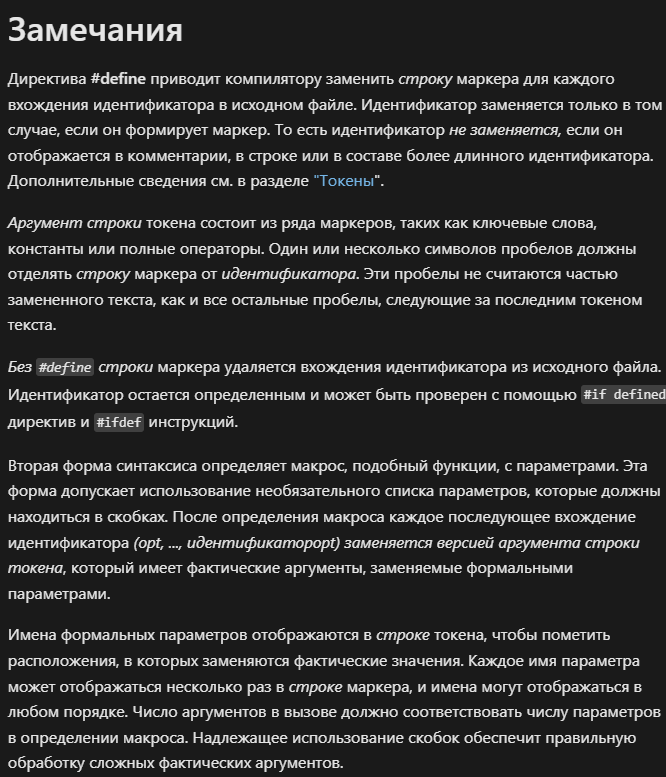 Замечания
Директива #define приводит компилятору заменить строку маркера для каждого
вхождения идентификатора в исходном файле. Идентификатор заменяется только в том
случае, если он формирует маркер. То есть идентификатор не заменяется, если он
отображается в комментарии, в строке или в составе более длинного идентификатора.
Дополнительные сведения см. в разделе "Токены".
Аргумент строки токена состоит из ряда маркеров, таких как ключевые слова,
константы или полные операторы. Один или несколько символов пробелов должны
отделять строку маркера от идентификатора. Эти пробелы не считаются частью
замененного текста, как и все остальные пробелы, следующие за последним токеном
текста.
Без #define строки маркера удаляется вхождения идентификатора из исходного файла.
Идентификатор остается определенным и может быть проверен с помощью #if defined
директив и #ifdef инструкций.
Вторая форма синтаксиса определяет макрос, подобный функции, с параметрами. Эта
форма допускает использование необязательного списка параметров, которые должны
находиться в скобках. После определения макроса каждое последующее вхождение
идентификатора (opt, ..., идентификаторopt) заменяется версией аргумента строки
токена, который имеет фактические аргументы, заменяемые формальными
параметрами.
Имена формальных параметров отображаются в строке токена, чтобы пометить
расположения, в которых заменяются фактические значения. Каждое имя параметра
может отображаться несколько раз в строке маркера, и имена могут отображаться в
любом порядке. Число аргументов в вызове должно соответствовать числу параметров
в определении макроса. Надлежащее использование скобок обеспечит правильную
обработку сложных фактических аргументов.